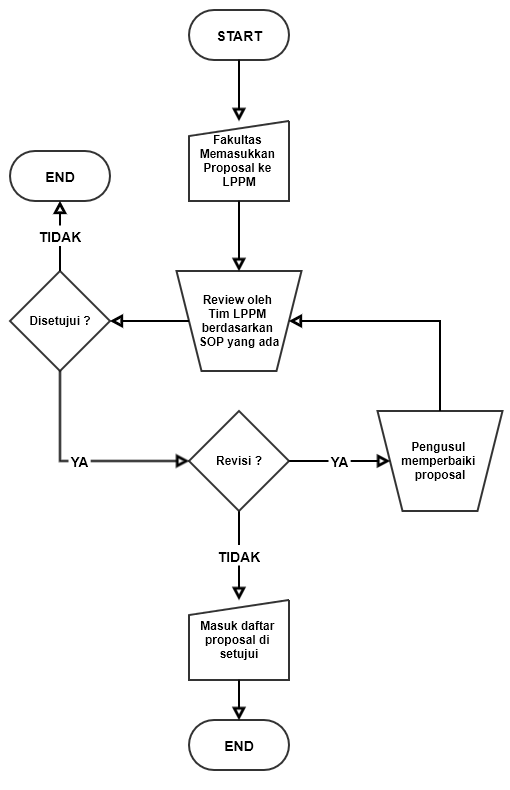 START
Fakultas
Memasukkan
Proposal ke
LPPM
END
TIDAK
Disetujui ?
Review oleh
Tim LPPM
berdasarkan
SOP yang ada
YA
Revisi ?
YA
Pengusul
memperbaiki
proposal
TIDAK
Masuk daftar
proposal di
setujui
END